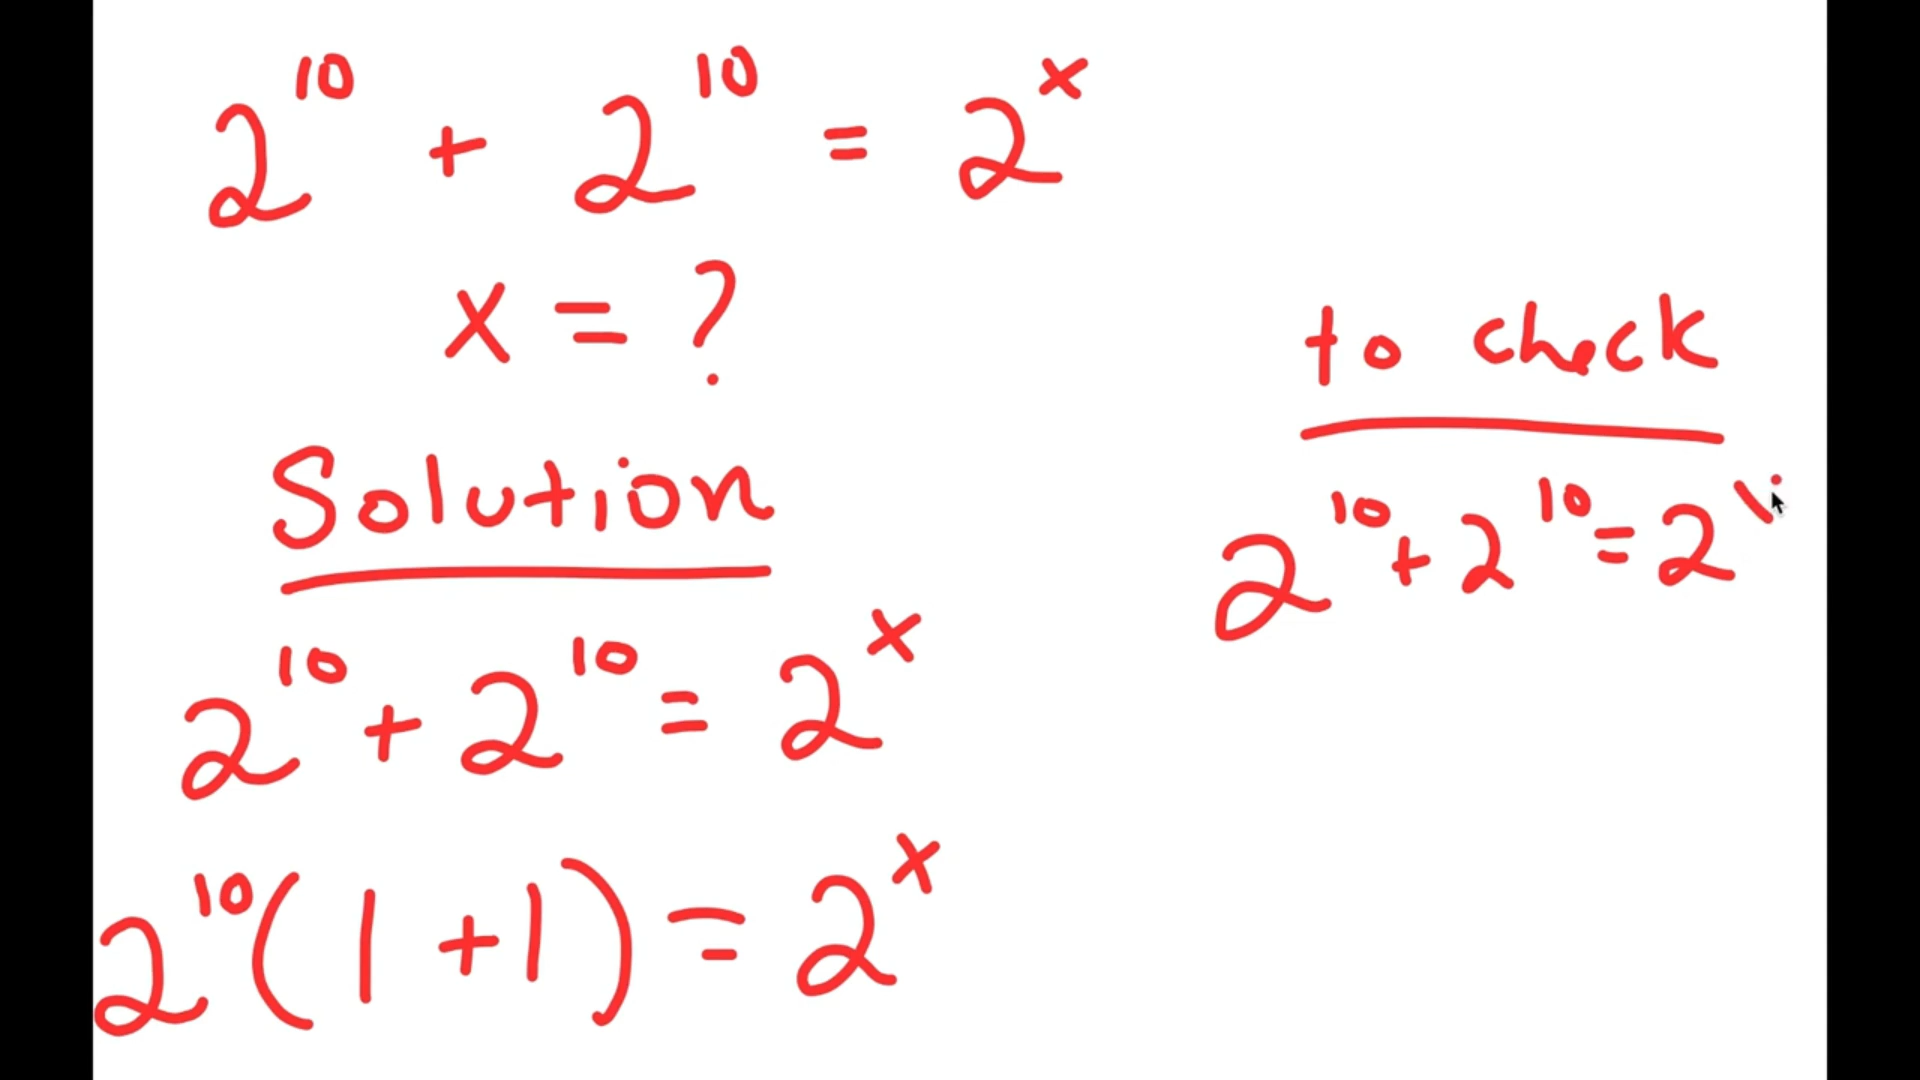 2^10 + 2^10 = 2^x
x = ?
Solution
2^10 + 2^10 = 2^x
2^10 (1 + 1) = 2^x
to check
2^10 + 2^10 = 2